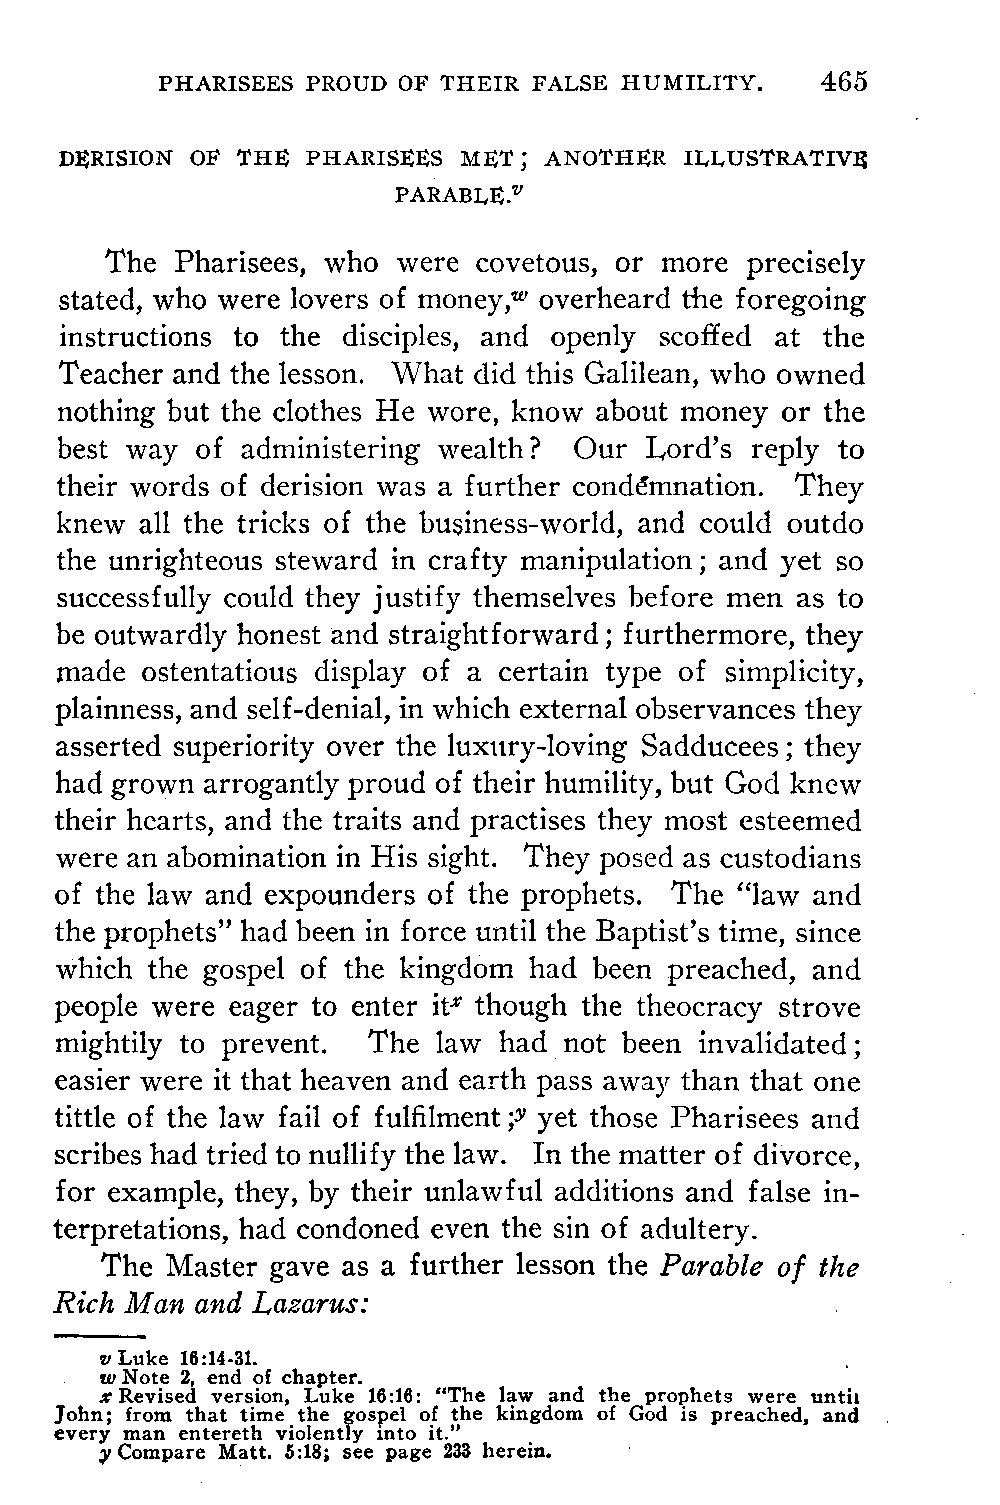 PHARISEES PROUD OF THEIR FALSE HUMILITY. 465
DERISION OF THE PHARISEES MET; ANOTHER ILLUSTRATIVE
PARABLE.v
The Pharisees, who were covetous, or more precisely
stated, who were lovers of money,w overheard the foregoing
instructions to the disciples, and openly scoffed at the
Teacher and the lesson. What did this Galilean, who owned
nothing but the clothes He wore, know about money or the
best way of administering wealth? Our Lord's reply to
their words of derision was a further condemnation. They
knew all the tricks of the business-world, and could outdo
the unrighteous steward in crafty manipulation; and yet so
successfully could they justify themselves before men as to
be outwardly honest and straightforward; furthermore, they
made ostentatious display of a certain type of simplicity,
plainness, and self-denial, in which external observances they
asserted superiority over the luxury-loving Sadducees; they
had grown arrogantly proud of their humility, but God knew
their hearts, and the traits and practises they most esteemed
were an abomination in His sight. They posed as custodians
of the law and expounders of the prophets. The "law and
the prophets" had been in force until the Baptist's time, since
which the gospel of the kingdom had been preached, and
people were eager to enter itx though the theocracy strove
mightily to prevent. The law had not been invalidated;
easier were it that heaven and earth pass away than that one
tittle of the law fail of fulfilment;y yet those Pharisees and
scribes had tried to nullify the law. In the matter of divorce,
for example, they, by their unlawful additions and false in-
terpretations, had condoned even the sin of adultery.
The Master gave as a further lesson the Parable of the
Rich Man and Lazarus:
v Luke 16:14-31.
w Note 2, end of chapter.
x Revised version, Luke 16:16: "The law and the prophets were until
John; from that time the gospel of the kingdom of God is preached, and
every man entereth violently into it."
y Compare Matt. 5:18; see page 233 herein.